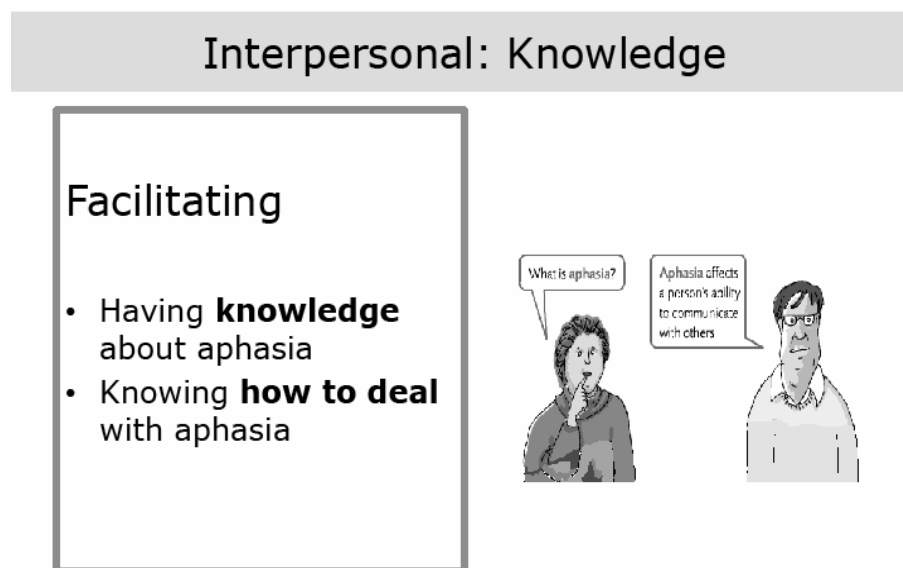 Interpersonal: Knowledge
Facilitating
• Having knowledge
about aphasia
• Knowing how to deal
with aphasia
What is aphasia?
Aphasia affects
a person's ability
to communicate
with others